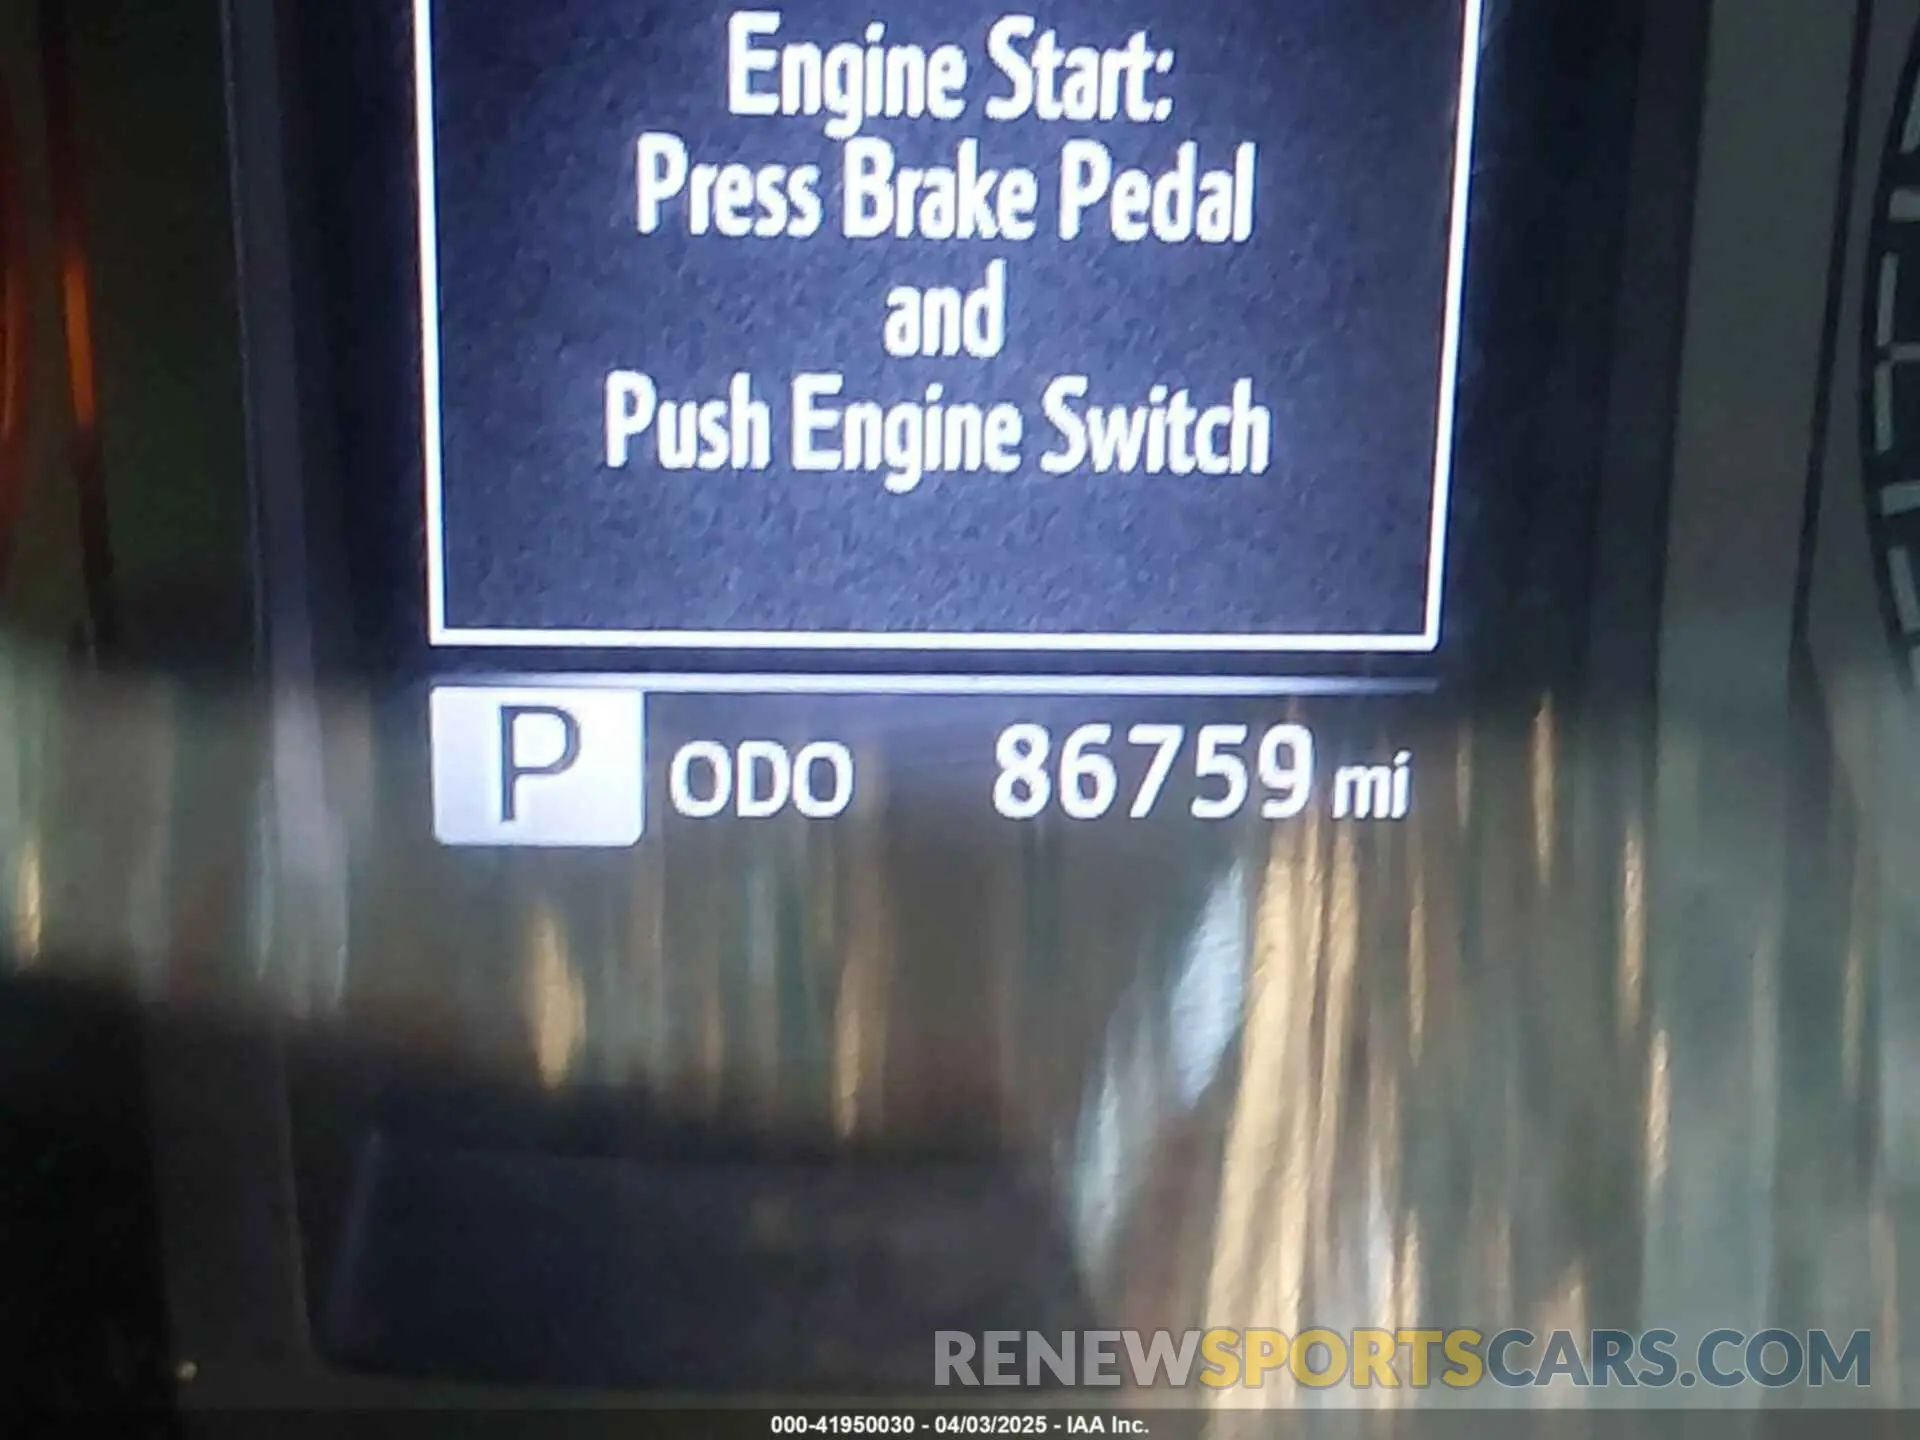 Engine Start:
Press Brake Pedal
and
Push Engine Switch
P ODO 86759 mi
RENEWSPORTSCARS.COM
000-41950030 - 04/03/2025 - IAA Inc.